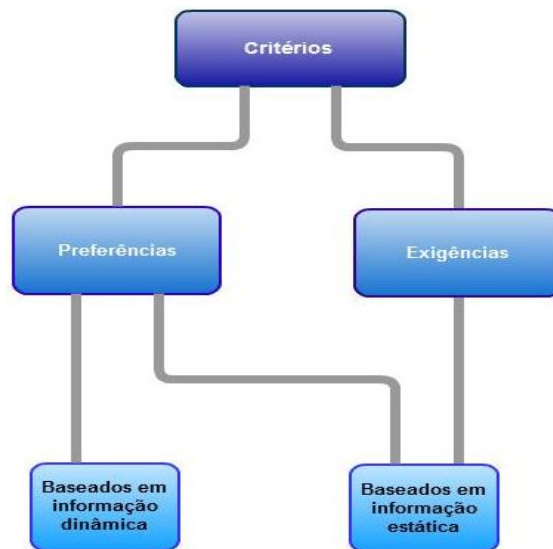 Critérios
Preferências
Exigências
Baseados em
informação
dinâmica
Baseados em
informação
estática